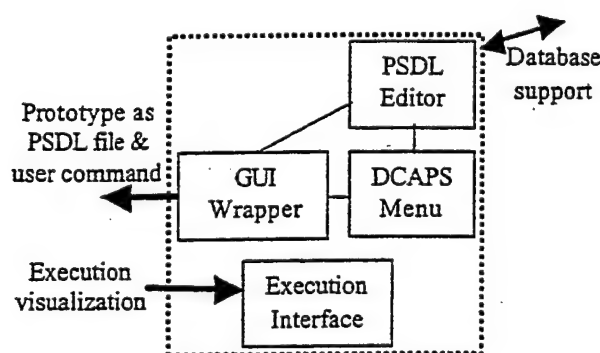 PSDL
Editor
Database
support
Prototype as
PSDL file &
user command
GUI
Wrapper
DCAPS
Menu
Execution
visualization
Execution
Interface